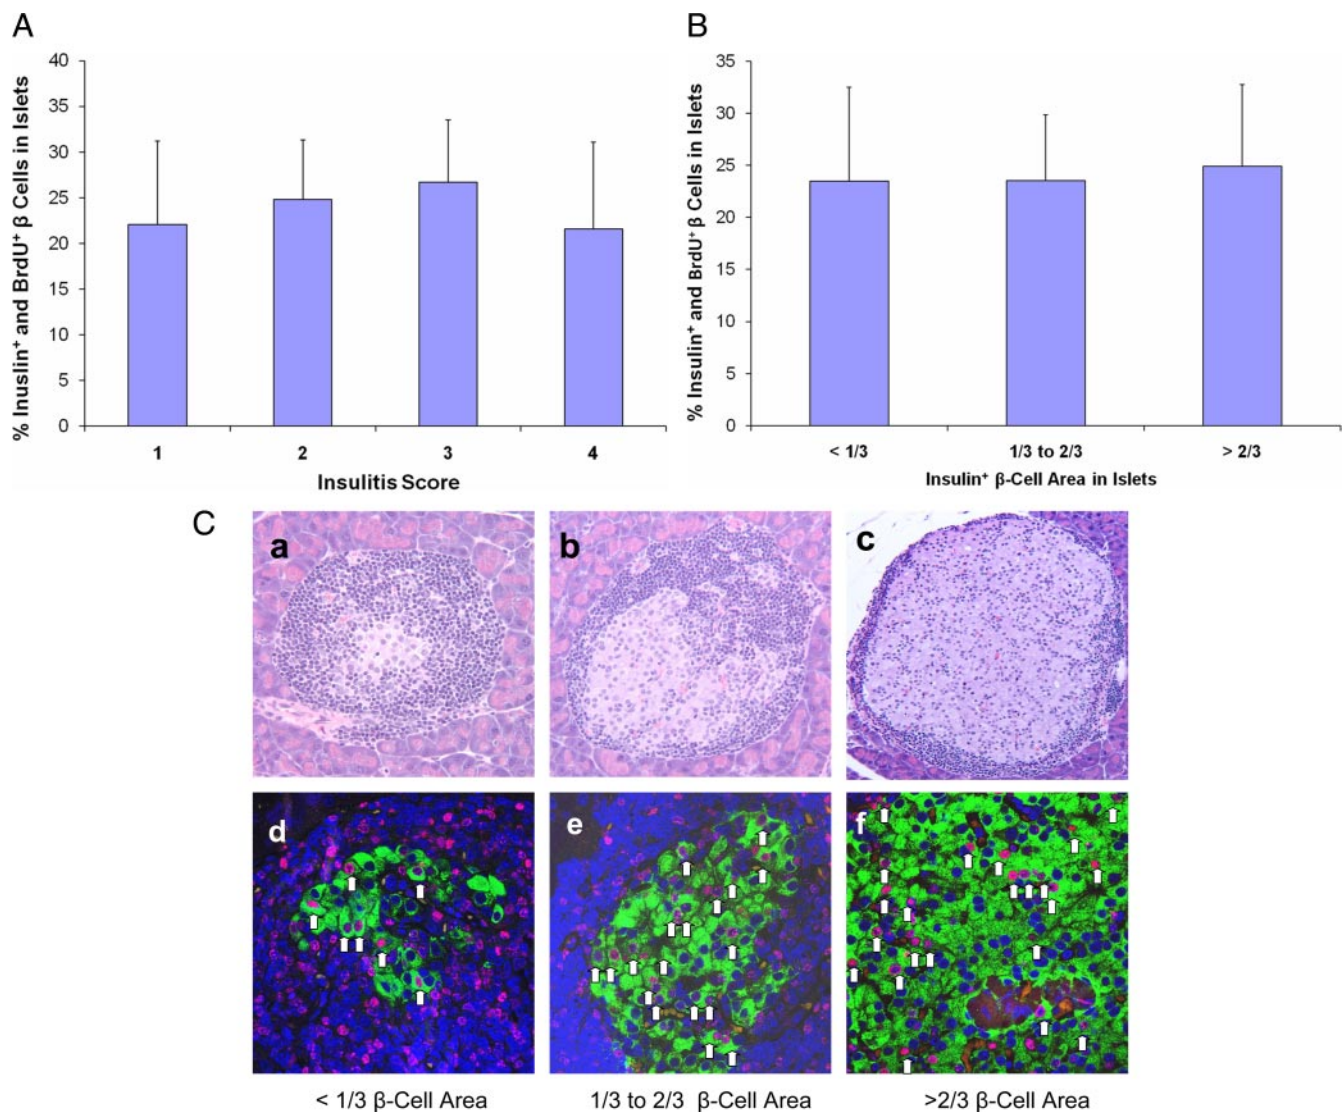 A
40
35
30
25
20
15
10
5
0
% Inuslin⁺ and BrdU⁺ β Cells in Islets
1 2 3 4
Insulitis Score
B
35
30
25
20
15
10
5
0
% Insulin⁺ and BrdU⁺ β Cells in Islets
< 1/3 1/3 to 2/3 > 2/3
Insulin⁺ β-Cell Area in Islets
C
a b c
d e f
< 1/3 β-Cell Area 1/3 to 2/3 β-Cell Area >2/3 β-Cell Area